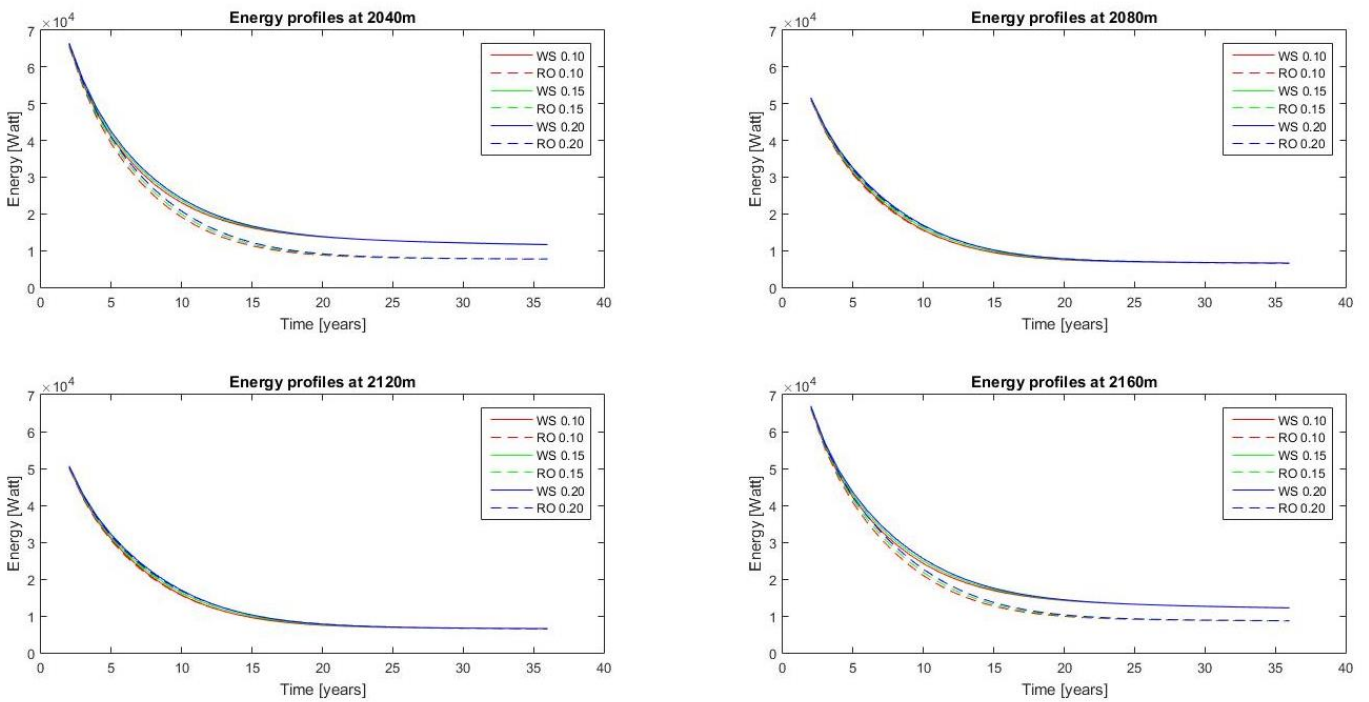 Energy profiles at 2040m
×10⁴
7
6
5
4
3
2
1
0
Energy [Watt]
0 5 10 15 20 25 30 35 40
Time [years]
WS 0.10
RO 0.10
WS 0.15
RO 0.15
WS 0.20
RO 0.20
Energy profiles at 2080m
×10⁴
7
6
5
4
3
2
1
0
Energy [Watt]
0 5 10 15 20 25 30 35 40
Time [years]
WS 0.10
RO 0.10
WS 0.15
RO 0.15
WS 0.20
RO 0.20
Energy profiles at 2120m
×10⁴
7
6
5
4
3
2
1
0
Energy [Watt]
0 5 10 15 20 25 30 35 40
Time [years]
WS 0.10
RO 0.10
WS 0.15
RO 0.15
WS 0.20
RO 0.20
Energy profiles at 2160m
×10⁴
7
6
5
4
3
2
1
0
Energy [Watt]
0 5 10 15 20 25 30 35 40
Time [years]
WS 0.10
RO 0.10
WS 0.15
RO 0.15
WS 0.20
RO 0.20